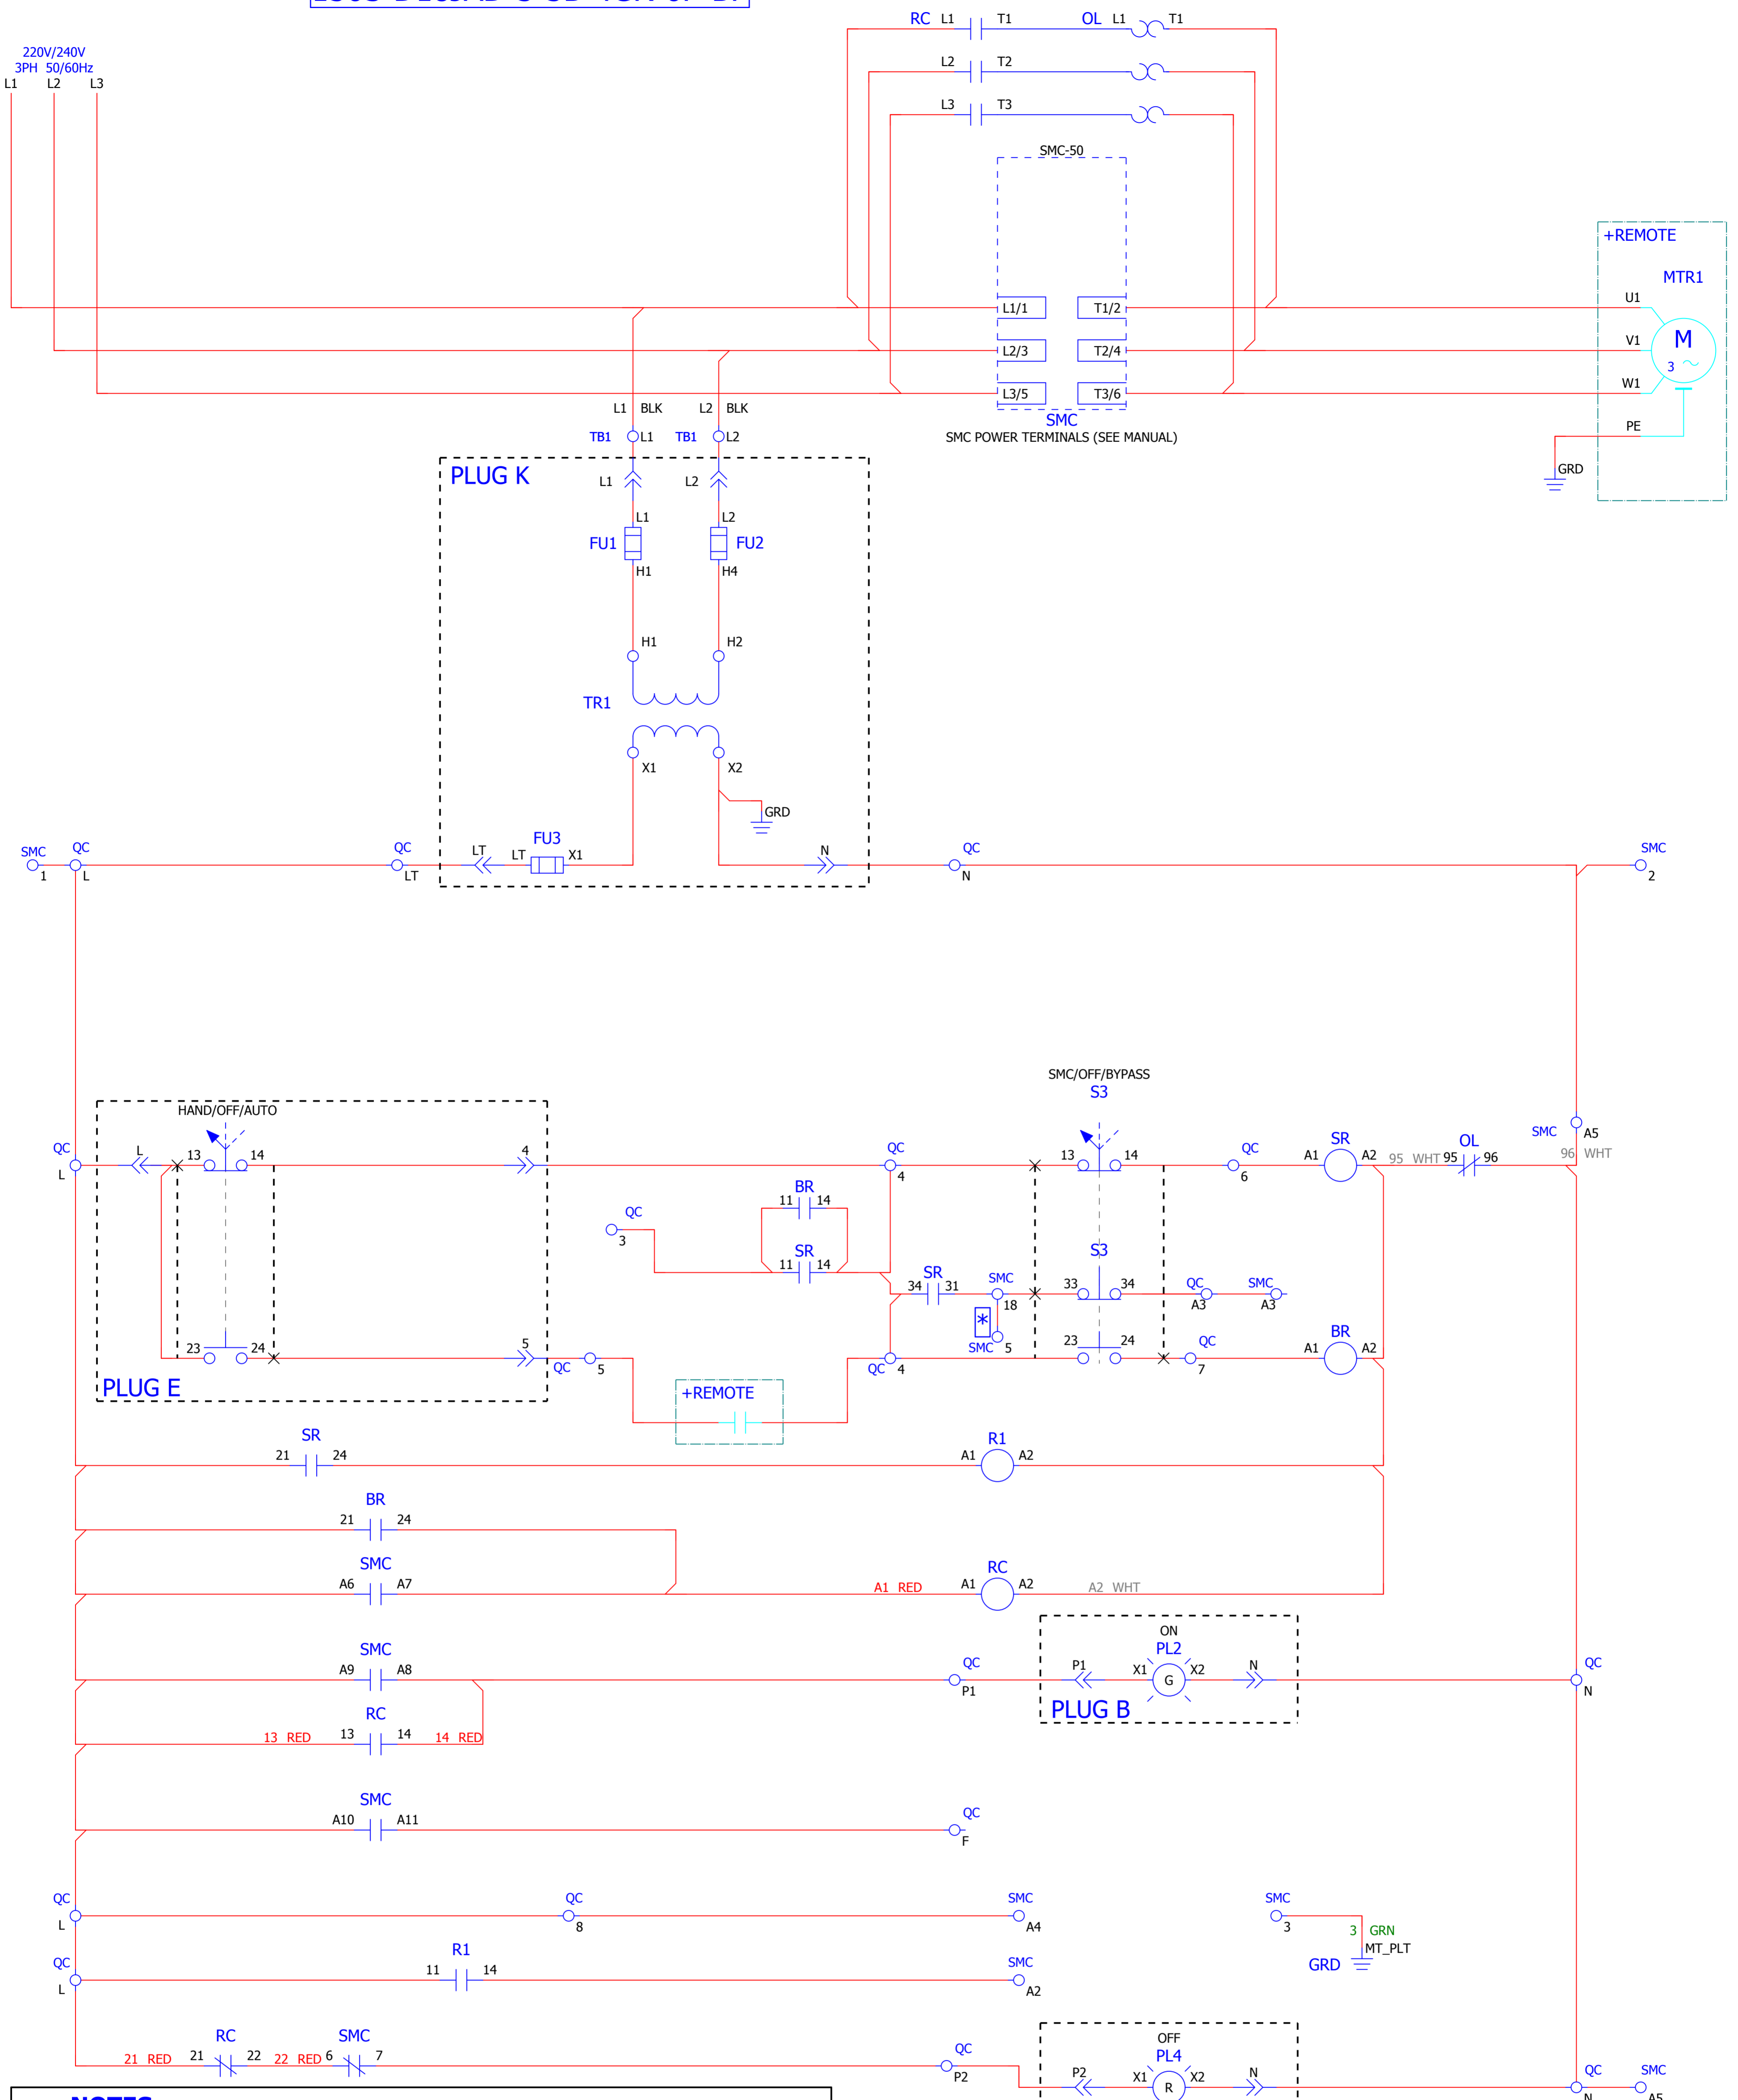 RC L1 T1 OL L1 T1
220V/240V
3PH 50/60Hz
L1 L2 L3
L2 T2
L3 T3
SMC-50
+REMOTE
MTR1
L1/1 T1/2 U1
L2/3 T2/4 V1 M
3
L3/5 T3/6 W1
L1 BLK L2 BLK
SMC
PE
TB1 L1 TB1 L2
SMC POWER TERMINALS (SEE MANUAL)
PLUG K
L1 L2
GRD
L1 L2
FU1 FU2
H1 H4
H1 H2
TR1
X1 X2
GRD
FU3
SMC QC QC LT LT X1 N QC SMC
1 L LT N 2
SMC/OFF/BYPASS
S3
HAND/OFF/AUTO
SMC A5
QC L 13 14 4 QC 13 14 QC SR OL
A1 A2 95 WHT 95 96 96 WHT
L 4 6
BR
11 14
QC
3
SR
11 14
S3
SR
34 31 SMC 33 34 QC SMC
18 A3 A3
*
SMC 5
23 24 5 QC 5 QC 4 23 24 QC 7 BR A1 A2
PLUG E
+REMOTE
SR
21 24
R1
A1 A2
BR
21 24
SMC
A6 A7
A1 RED
RC
A1 A2
A2 WHT
ON
SMC
A9 A8
QC
P1
P1 PL2 X1 G X2 N
QC
N
PLUG B
RC
13 RED 13 14 14 RED
SMC
A10 A11
QC
F
QC
L
QC
8
SMC
A4
SMC
3
3 GRN
MT_PLT
GRD
QC
L
R1
11 14
SMC
A2
OFF
RC SMC
21 RED 21 22 22 RED 6 7
QC
P2
P2 PL4 X1 R X2 N
QC
N
SMC
A5